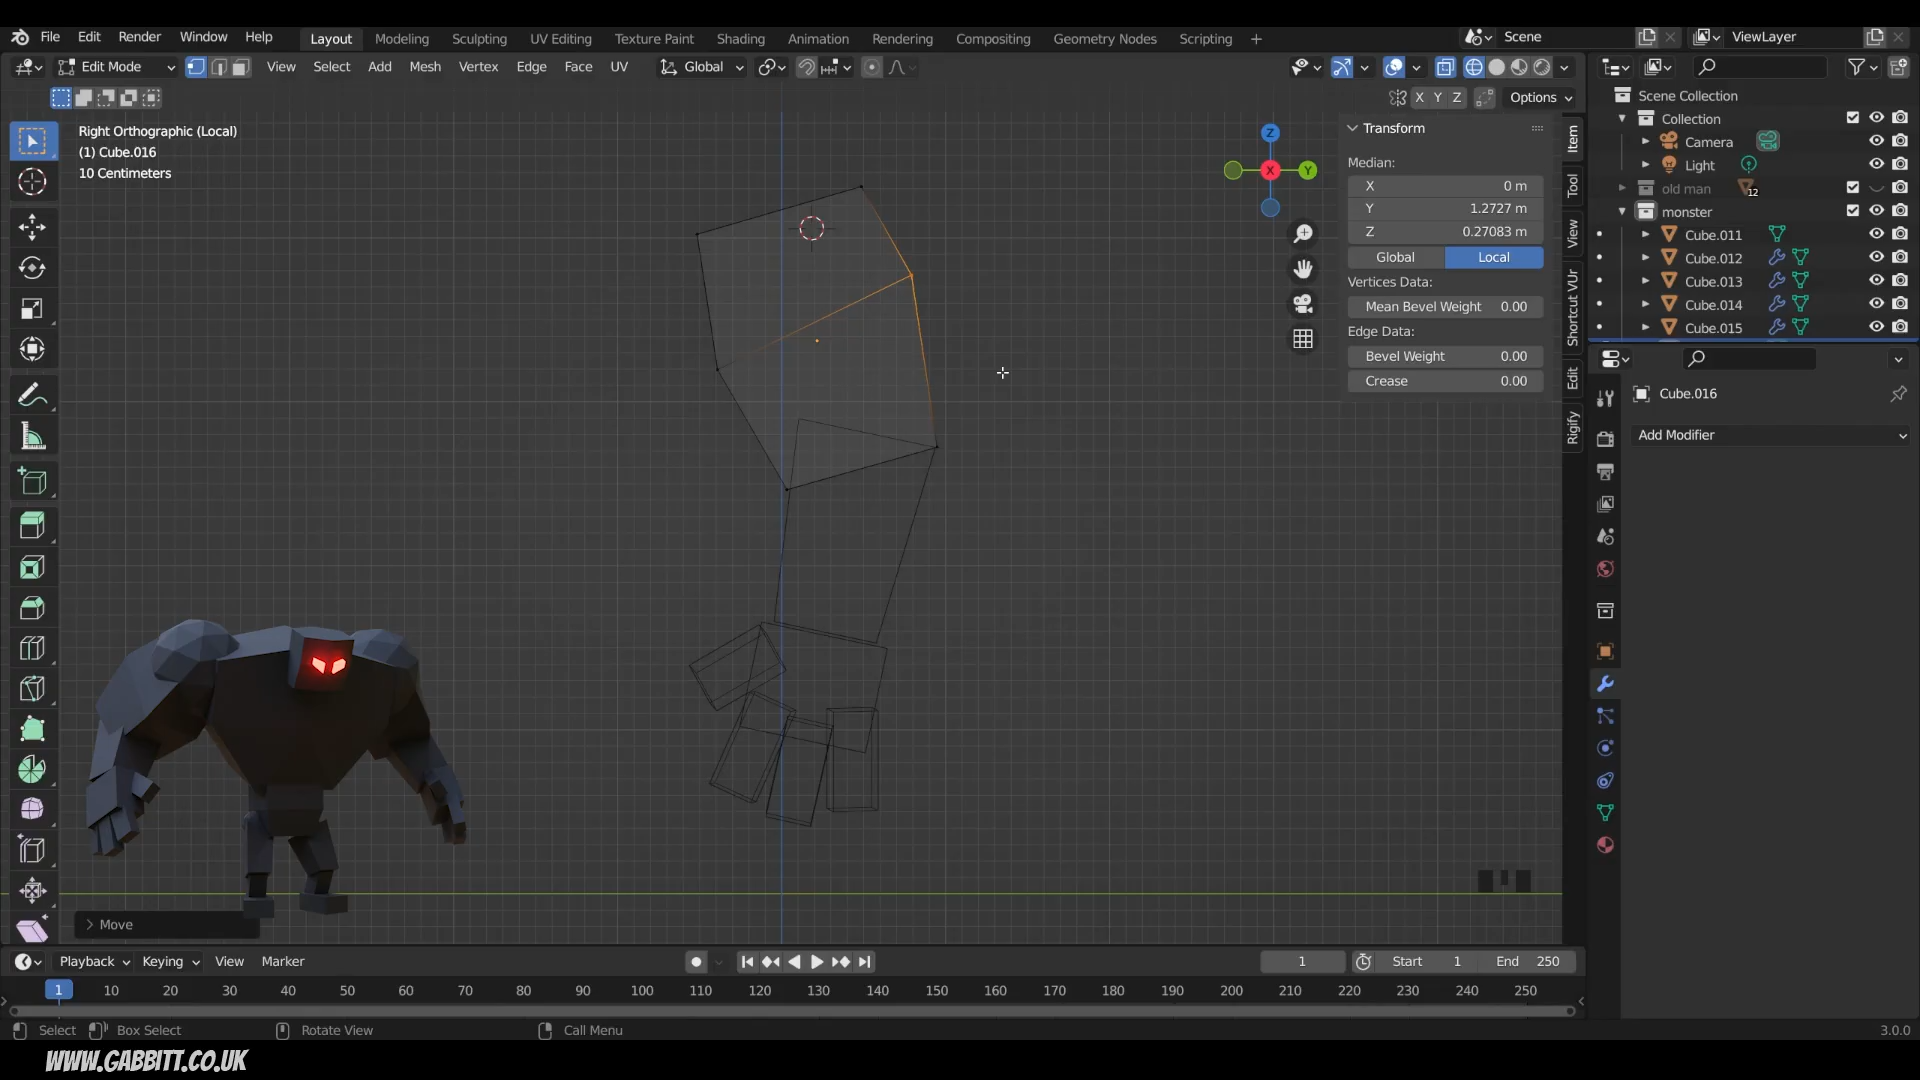 File Edit Render Window Help Layout Modeling Sculpting UV Editing Texture Paint Shading Animation Rendering Compositing Geometry Nodes Scripting + Scene ViewLayer
Edit Mode View Select Add Mesh Vertex Edge Face UV Global
X Y Z Options
Right Orthographic (Local)
(1) Cube.016
10 Centimeters
Z
X
Y
Transform
Median:
X 0 m
Y 1.2727 m
Z 0.27083 m
Global Local
Vertices Data:
Mean Bevel Weight 0.00
Edge Data:
Bevel Weight 0.00
Crease 0.00
Item
Tool
View
Shortcut VUr
Edit
Rigify
Scene Collection
Collection
Camera
Light
old man 12
monster
Cube.011
Cube.012
Cube.013
Cube.014
Cube.015
Cube.016
Add Modifier
Move
Playback Keying View Marker 1 Start 1 End 250
1 10 20 30 40 50 60 70 80 90 100 110 120 130 140 150 160 170 180 190 200 210 220 230 240 250
Select Box Select Rotate View Call Menu 3.0.0
WWW.GABBITT.CO.UK